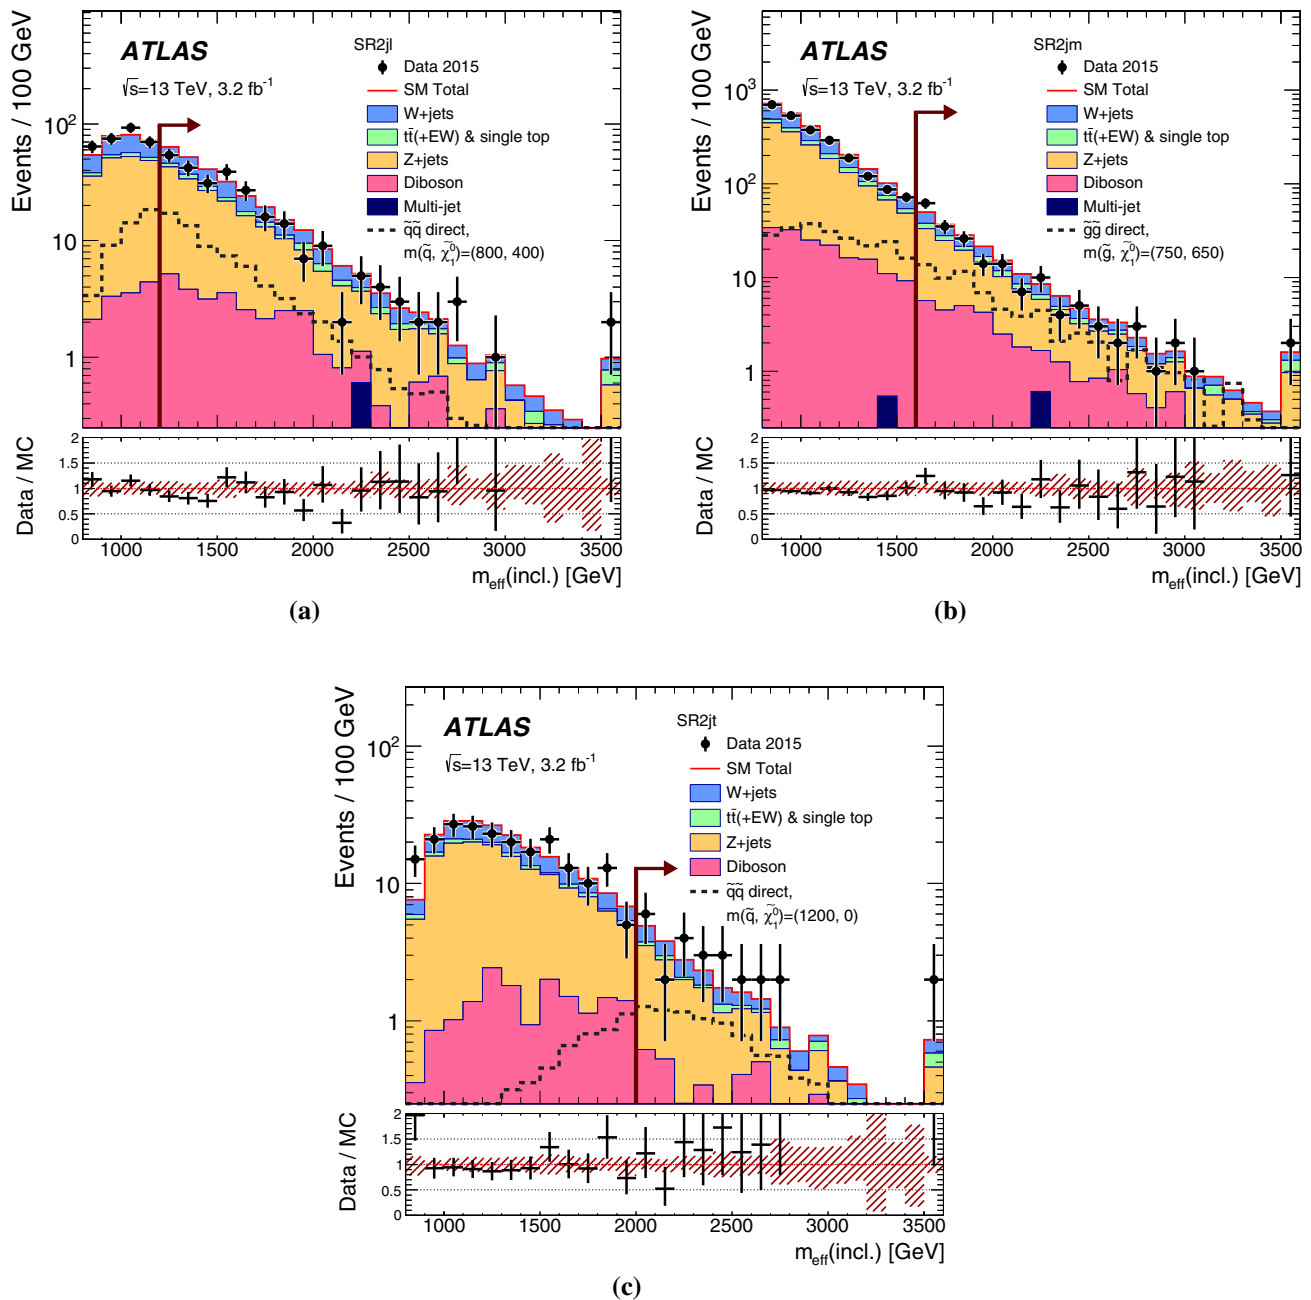 Events / 100 GeV
ATLAS
√s=13 TeV, 3.2 fb⁻¹
SR2jl
Data 2015
SM Total
W+jets
tt̄(+EW) & single top
Z+jets
Diboson
Multi-jet
q̃q̃ direct,
m(q̃, χ̃₁⁰)=(800, 400)
10²
10
1
Data / MC
2
1.5
1
0.5
0
1000 1500 2000 2500 3000 3500
m_eff(incl.) [GeV]
(a)
Events / 100 GeV
ATLAS
√s=13 TeV, 3.2 fb⁻¹
SR2jm
Data 2015
SM Total
W+jets
tt̄(+EW) & single top
Z+jets
Diboson
Multi-jet
g̃g̃ direct,
m(g̃, χ̃₁⁰)=(750, 650)
10³
10²
10
1
Data / MC
2
1.5
1
0.5
0
1000 1500 2000 2500 3000 3500
m_eff(incl.) [GeV]
(b)
Events / 100 GeV
ATLAS
√s=13 TeV, 3.2 fb⁻¹
SR2jt
Data 2015
SM Total
W+jets
tt̄(+EW) & single top
Z+jets
Diboson
q̃q̃ direct,
m(q̃, χ̃₁⁰)=(1200, 0)
10²
10
1
Data / MC
2
1.5
1
0.5
0
1000 1500 2000 2500 3000 3500
m_eff(incl.) [GeV]
(c)